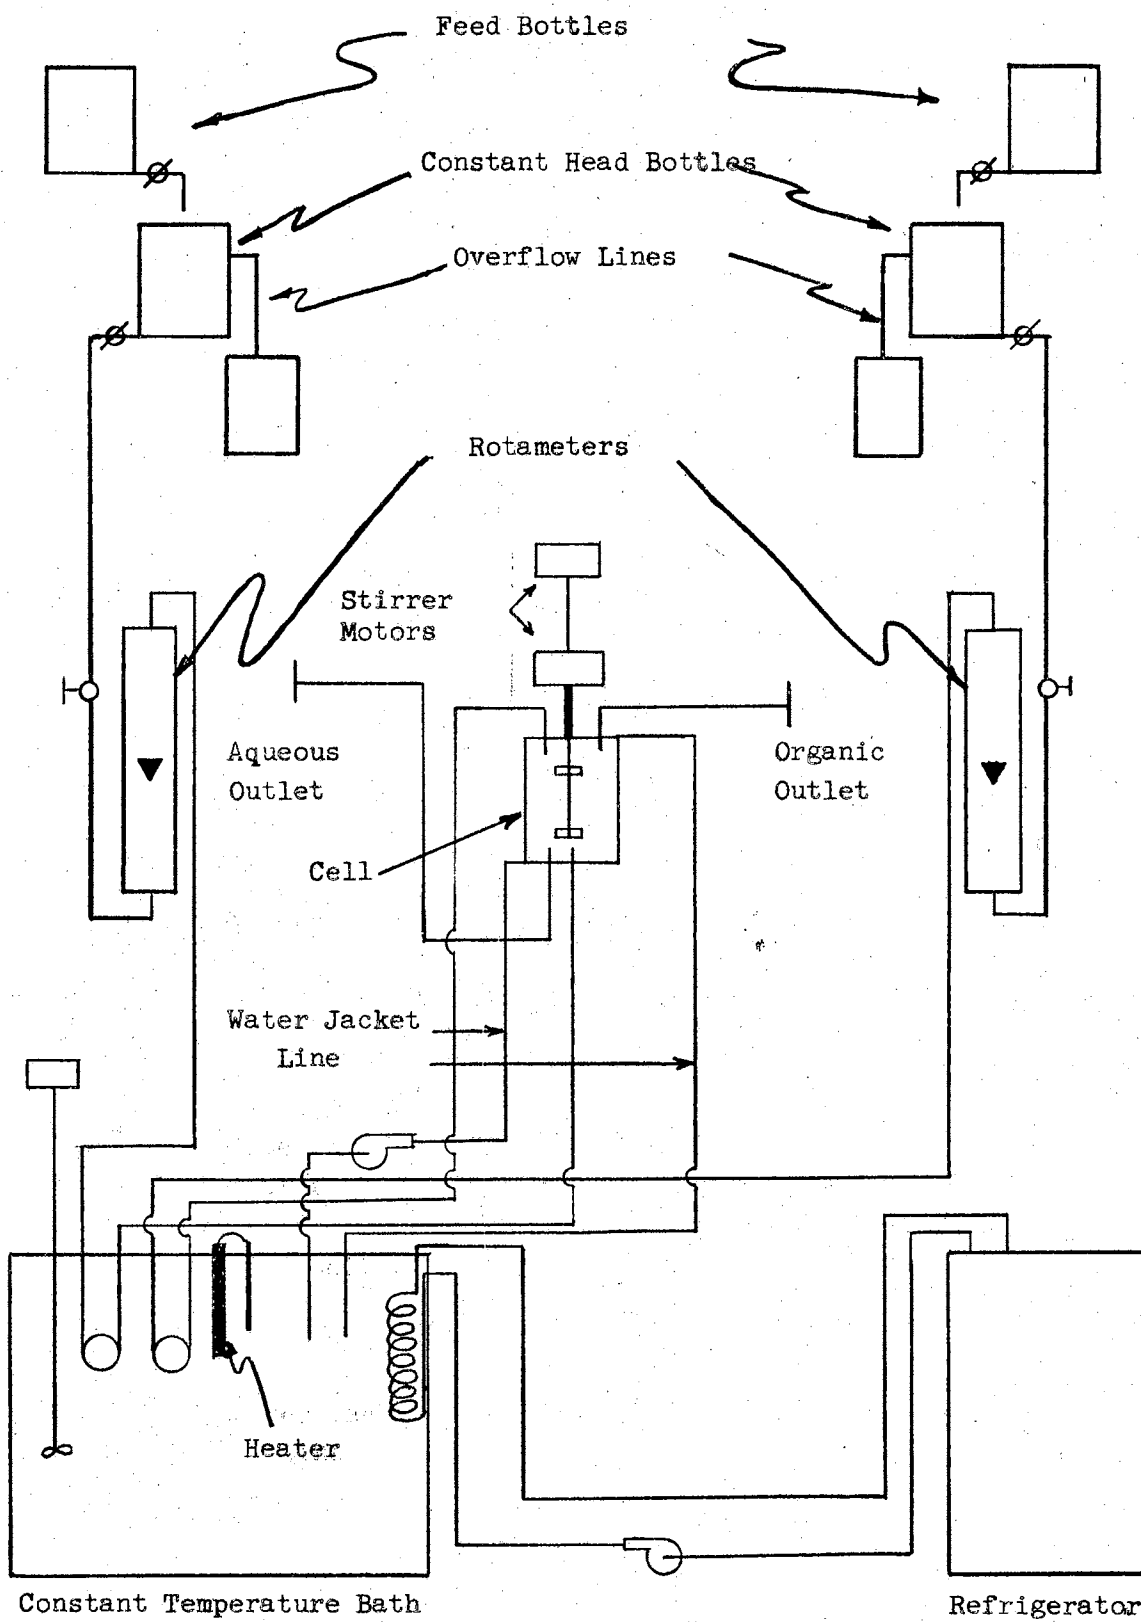 Feed Bottles
Constant Head Bottles
Overflow Lines
Rotameters
Stirrer
Motors
Aqueous
Outlet
Organic
Outlet
Cell
Water Jacket
Line
Heater
Constant Temperature Bath
Refrigerator